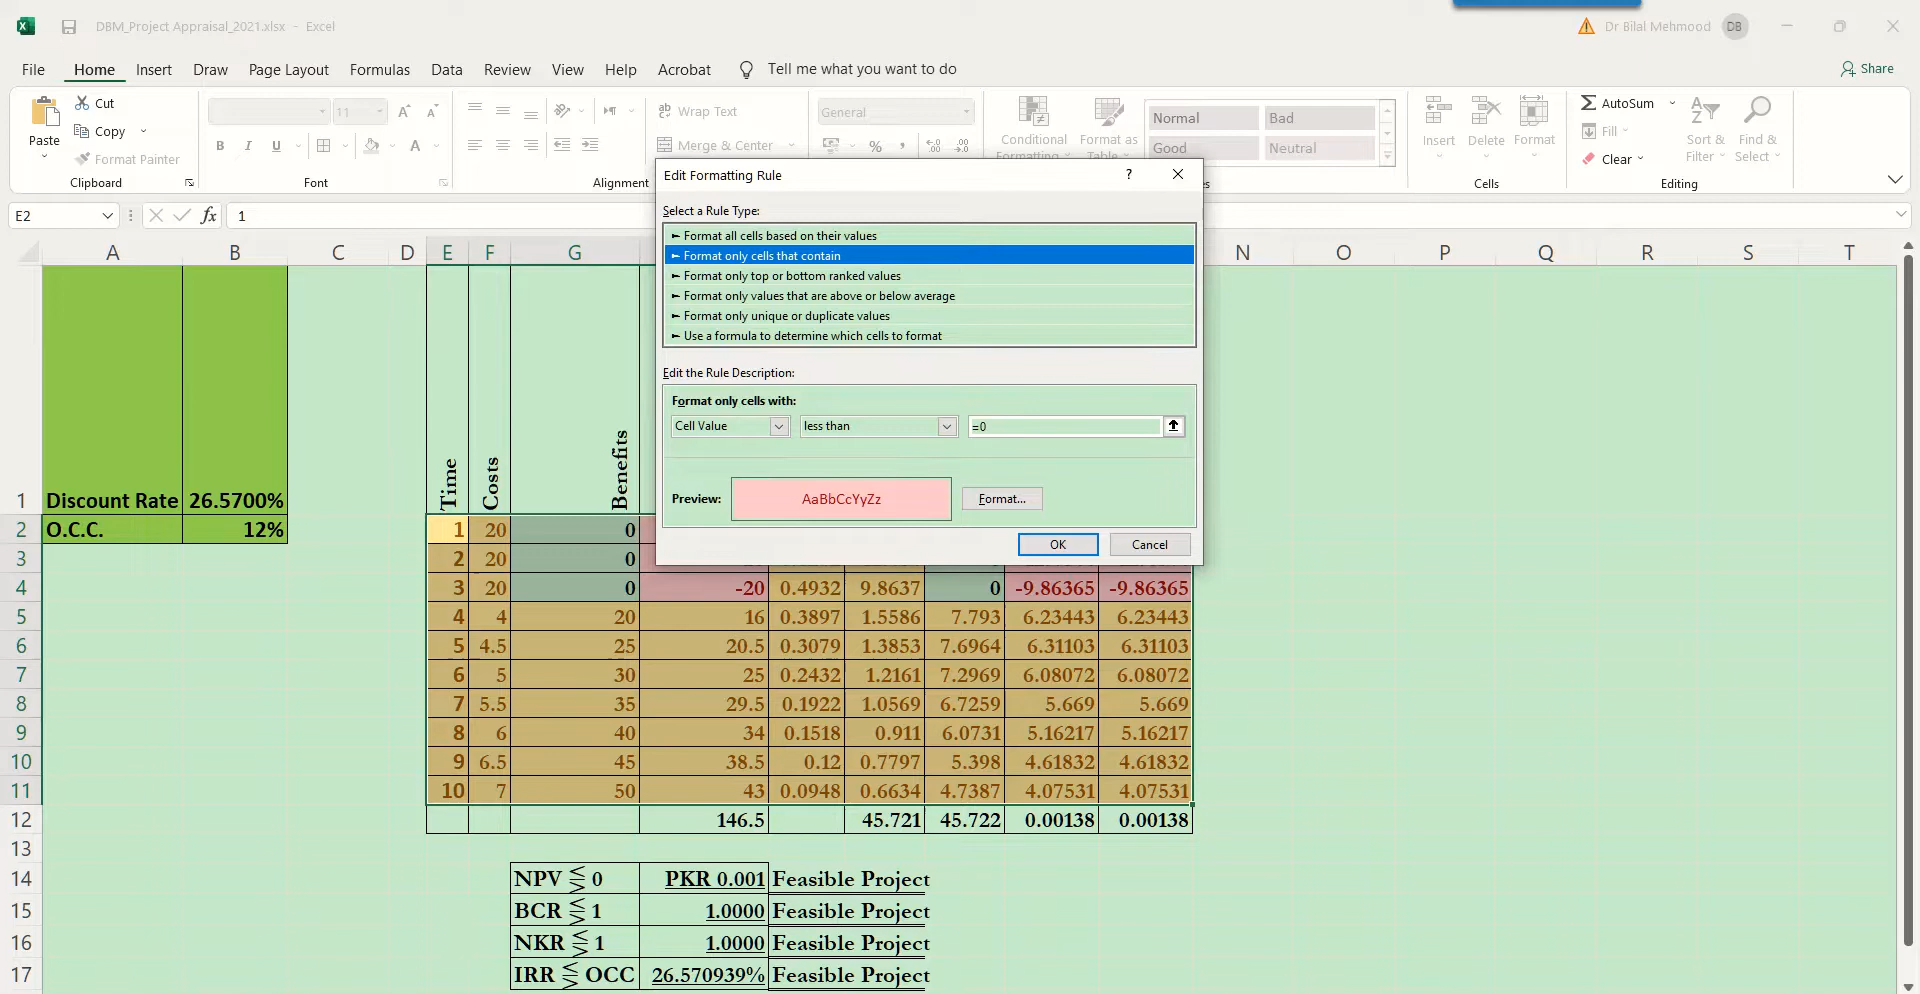 DBM_Project Appraisal_2021.xlsx - Excel
Dr Bilal Mehmood DB
File Home Insert Draw Page Layout Formulas Data Review View Help Acrobat Tell me what you want to do Share
Paste
Cut
Copy
Format Painter
Clipboard
11
B I U A
Font
ab Wrap Text
Merge & Center
Alignment
General
%
Conditional
Formatting
Format as
Table
Normal Bad
Good Neutral
Insert Delete Format
Cells
AutoSum
Fill
Clear
Sort & Filter
Find & Select
Editing
E2 fx 1
Edit Formatting Rule ?
Select a Rule Type:
► Format all cells based on their values
► Format only cells that contain
► Format only top or bottom ranked values
► Format only values that are above or below average
► Format only unique or duplicate values
► Use a formula to determine which cells to format
Edit the Rule Description:
Format only cells with:
Cell Value less than =0
Preview: AaBbCcYyZz Format...
OK Cancel
A B C D E F G N O P Q R S T
1 Discount Rate 26.5700% Time Costs Benefits
2 O.C.C. 12% 1 20 0
3 2 20 0
4 3 20 0 -20 0.4932 9.8637 0 -9.86365 -9.86365
5 4 4 20 16 0.3897 1.5586 7.793 6.23443 6.23443
6 5 4.5 25 20.5 0.3079 1.3853 7.6964 6.31103 6.31103
7 6 5 30 25 0.2432 1.2161 7.2969 6.08072 6.08072
8 7 5.5 35 29.5 0.1922 1.0569 6.7259 5.669 5.669
9 8 6 40 34 0.1518 0.911 6.0731 5.16217 5.16217
10 9 6.5 45 38.5 0.12 0.7797 5.398 4.61832 4.61832
11 10 7 50 43 0.0948 0.6634 4.7387 4.07531 4.07531
12 146.5 45.721 45.722 0.00138 0.00138
13
14 NPV ⋚ 0 PKR 0.001 Feasible Project
15 BCR ⋚ 1 1.0000 Feasible Project
16 NKR ⋚ 1 1.0000 Feasible Project
17 IRR ⋚ OCC 26.570939% Feasible Project